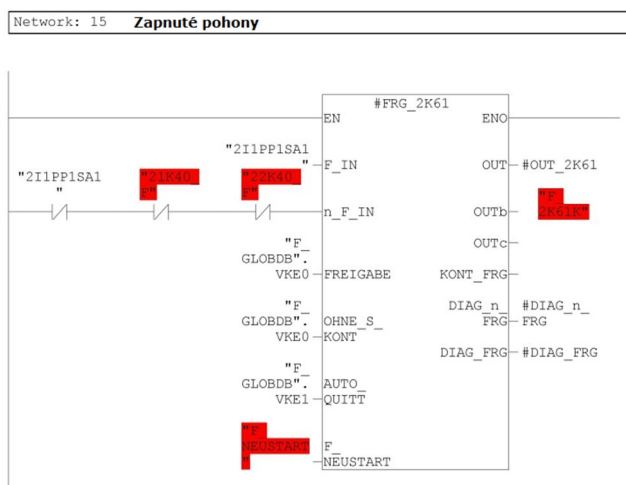 Network: 15 Zapnuté pohony
#FRG_2K61
EN ENO
"2I1PP1SA1
" F_IN OUT #OUT_2K61
"2I1PP1SA1
"
"21K40_
F"
"22K40_
F"
n_F_IN OUTb
"F_
2K61K"
OUTc
"F_
GLOBDB".
VKE0 FREIGABE KONT_FRG
"F_
GLOBDB".
VKE0
OHNE_S_
KONT
DIAG_n_
FRG
#DIAG_n_
FRG
DIAG_FRG #DIAG_FRG
"F_
GLOBDB".
VKE1
AUTO_
QUITT
"F_
NEUSTART
"
F_
NEUSTART